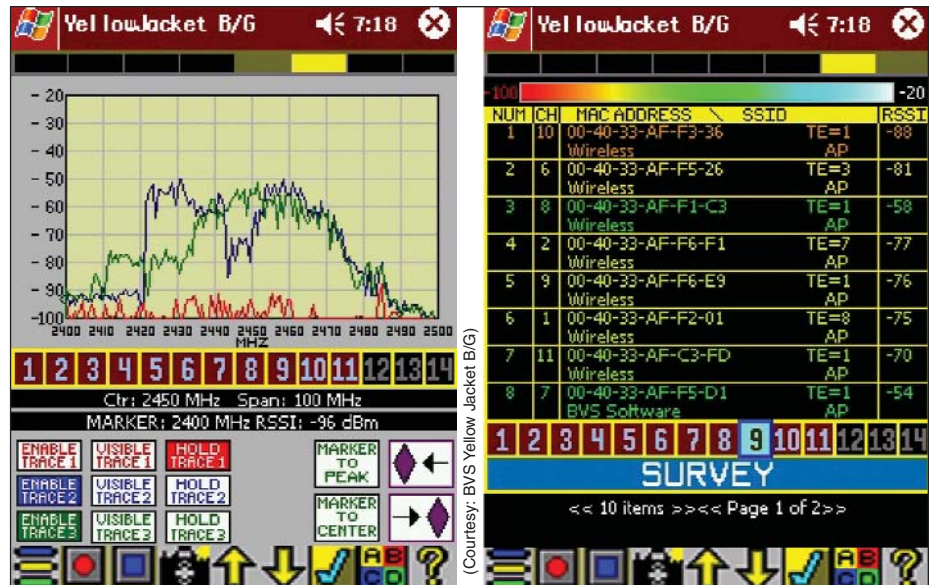 YellowJacket B/G 7:18
- 20
- 30
- 40
- 50
- 60
- 70
- 80
- 90
-100
2400 2410 2420 2430 2440 2450 2460 2470 2480 2490 2500
MHZ
1 2 3 4 5 6 7 8 9 10 11 12 13 14
Ctr: 2450 MHz Span: 100 MHz
MARKER: 2400 MHz RSSI: -96 dBm
ENABLE TRACE 1 VISIBLE TRACE 1 HOLD TRACE 1 MARKER TO PEAK
ENABLE TRACE 2 VISIBLE TRACE 2 HOLD TRACE 2
ENABLE TRACE 3 VISIBLE TRACE 3 HOLD TRACE 3 MARKER TO CENTER
A B C D ?
(Courtesy: BVS Yellow Jacket B/G)
YellowJacket B/G 7:18
-100 -20
NUM CH MAC ADDRESS \ SSID RSSI
1 10 00-40-33-AF-F3-36 TE=1 -88
Wireless AP
2 6 00-40-33-AF-F5-26 TE=3 -81
Wireless AP
3 8 00-40-33-AF-F1-C3 TE=1 -58
Wireless AP
4 2 00-40-33-AF-F6-F1 TE=7 -77
Wireless AP
5 9 00-40-33-AF-F6-E9 TE=1 -76
Wireless AP
6 1 00-40-33-AF-F2-01 TE=8 -75
Wireless AP
7 11 00-40-33-AF-C3-FD TE=1 -70
Wireless AP
8 7 00-40-33-AF-F5-D1 TE=1 -54
BVS Software AP
1 2 3 4 5 6 7 8 9 10 11 12 13 14
SURVEY
<< 10 items >><< Page 1 of 2>>
A B C D ?